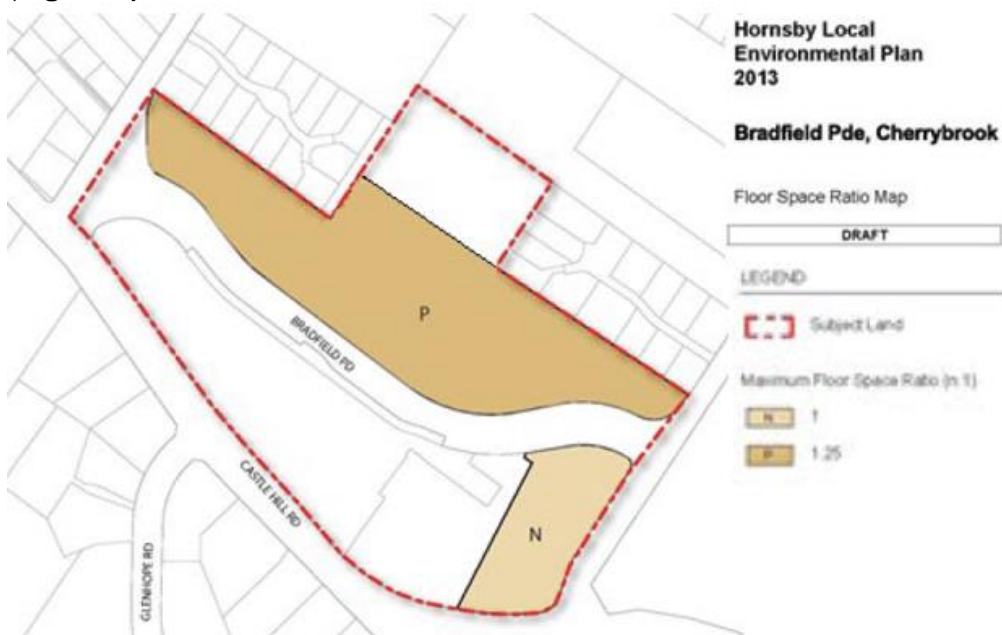 Hornsby Local
Environmental Plan
2013
Bradfield Pde, Cherrybrook
Floor Space Ratio Map
DRAFT
LEGEND
Subject Land
Maximum Floor Space Ratio (n:1)
N 1
P 1.25
P
BRADFIELD PD
N
CASTLE HILL RD
GLENHOPE RD